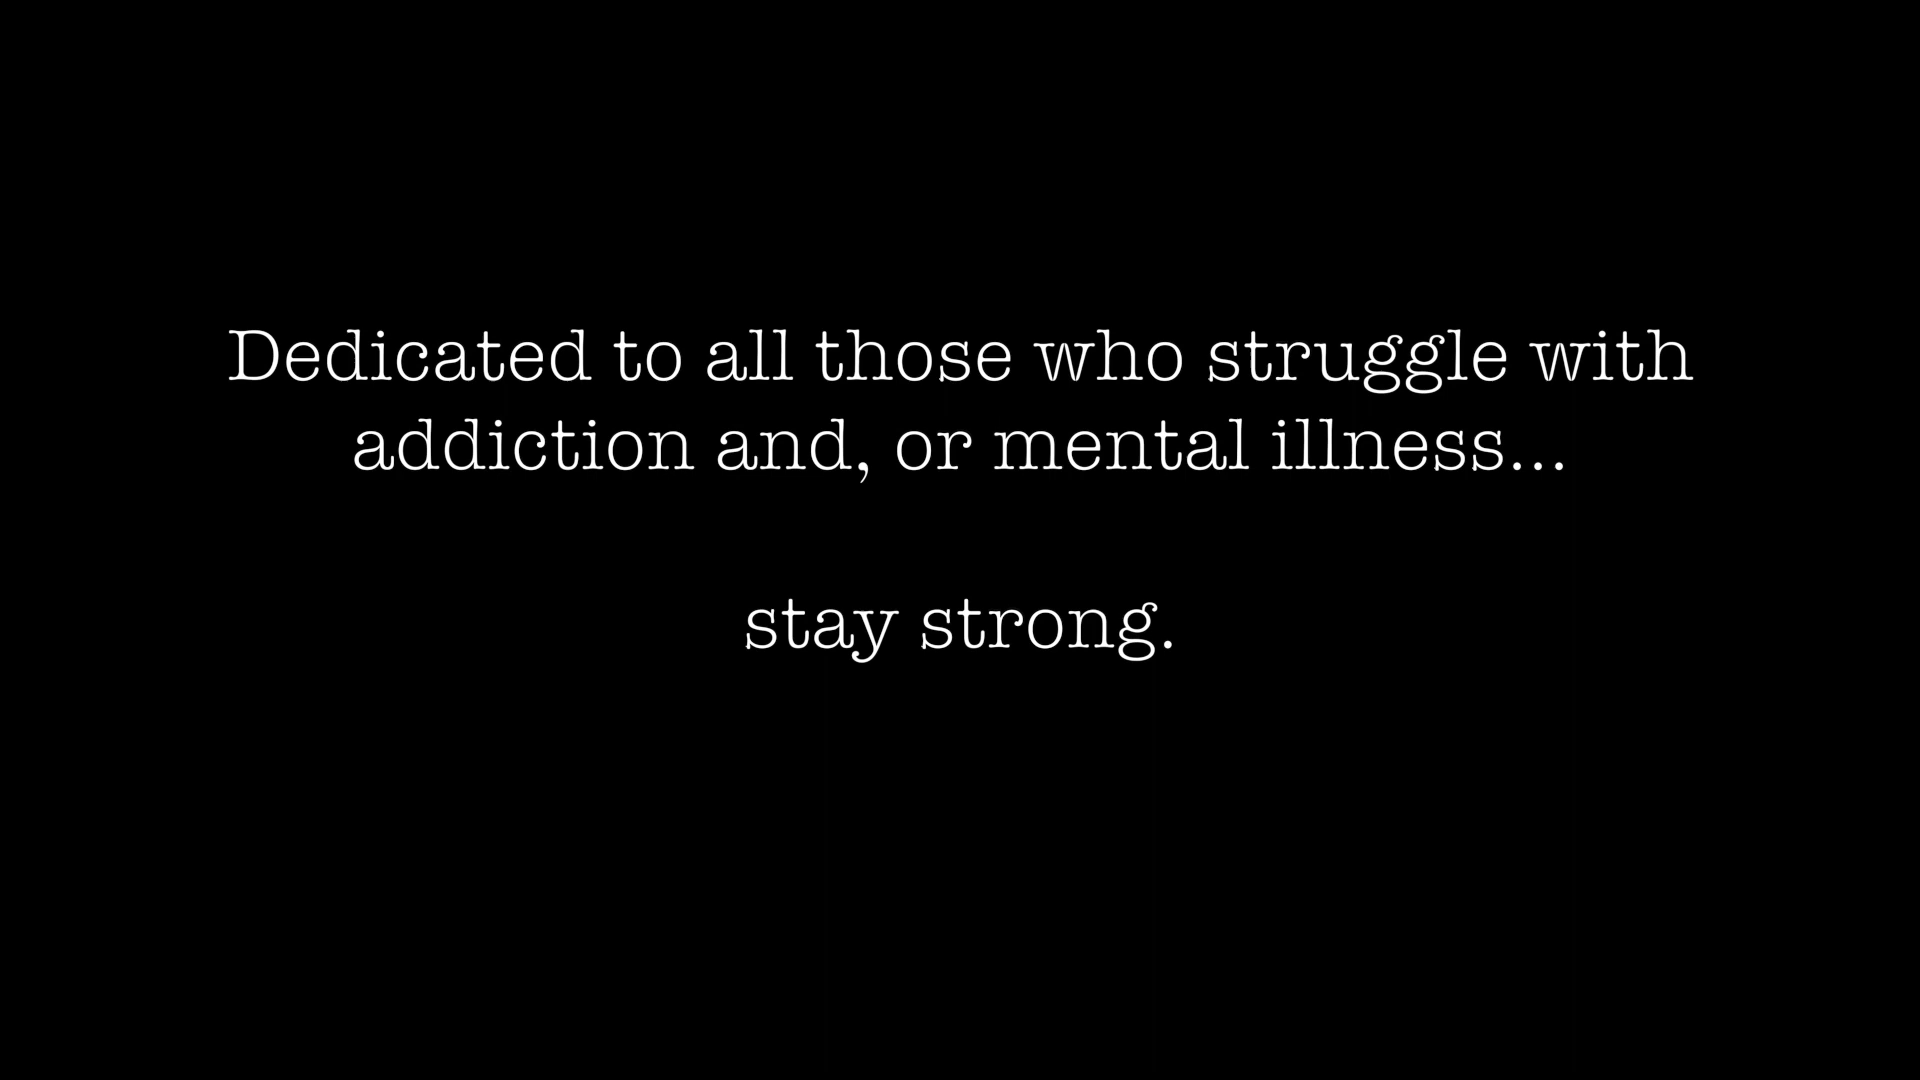 Dedicated to all those who struggle with
addiction and, or mental illness...
stay strong.